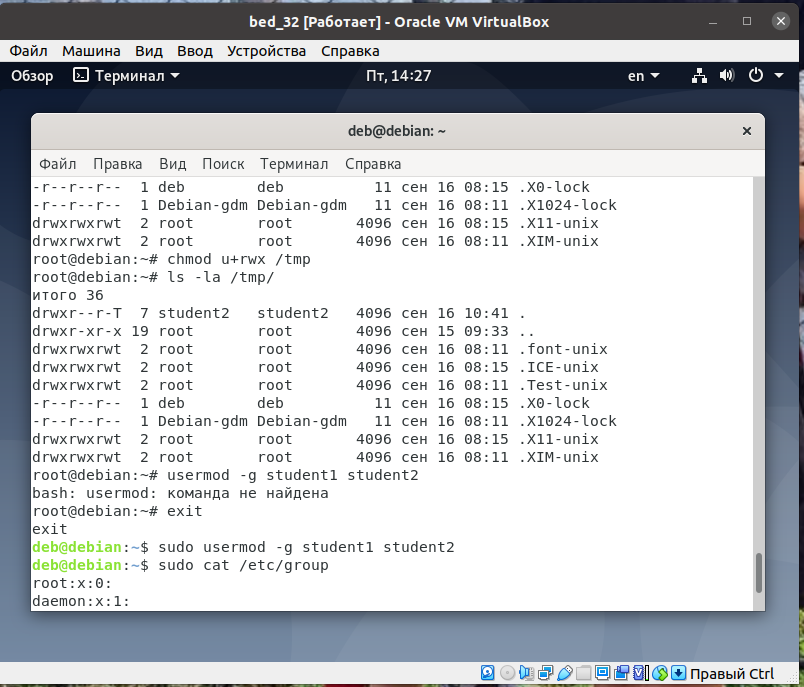 bed_32 [Работает] - Oracle VM VirtualBox
Файл Машина Вид Ввод Устройства Справка
Обзор Терминал Пт, 14:27 en
deb@debian: ~
Файл Правка Вид Поиск Терминал Справка
-r--r--r--  1 deb        deb          11 сен 16 08:15 .X0-lock
-r--r--r--  1 Debian-gdm Debian-gdm   11 сен 16 08:11 .X1024-lock
drwxrwxrwt  2 root       root       4096 сен 16 08:15 .X11-unix
drwxrwxrwt  2 root       root       4096 сен 16 08:11 .XIM-unix
root@debian:~# chmod u+rwx /tmp
root@debian:~# ls -la /tmp/
итого 36
drwxr--r-T  7 student2   student2   4096 сен 16 10:41 .
drwxr-xr-x 19 root       root       4096 сен 15 09:33 ..
drwxrwxrwt  2 root       root       4096 сен 16 08:11 .font-unix
drwxrwxrwt  2 root       root       4096 сен 16 08:15 .ICE-unix
drwxrwxrwt  2 root       root       4096 сен 16 08:11 .Test-unix
-r--r--r--  1 deb        deb          11 сен 16 08:15 .X0-lock
-r--r--r--  1 Debian-gdm Debian-gdm   11 сен 16 08:11 .X1024-lock
drwxrwxrwt  2 root       root       4096 сен 16 08:15 .X11-unix
drwxrwxrwt  2 root       root       4096 сен 16 08:11 .XIM-unix
root@debian:~# usermod -g student1 student2
bash: usermod: команда не найдена
root@debian:~# exit
exit
deb@debian:~$ sudo usermod -g student1 student2
deb@debian:~$ sudo cat /etc/group
root:x:0:
daemon:x:1:
Правый Ctrl